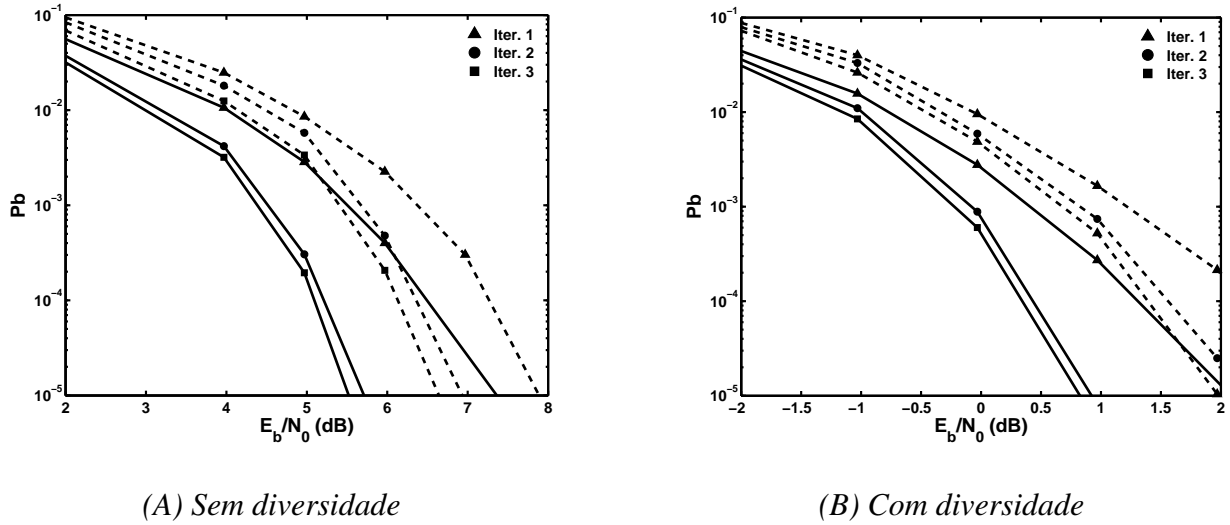 10⁻¹
10⁻²
10⁻³
10⁻⁴
10⁻⁵
Pb
2 3 4 5 6 7 8
E_b/N_0 (dB)
Iter. 1
Iter. 2
Iter. 3
(A) Sem diversidade
10⁻¹
10⁻²
10⁻³
10⁻⁴
10⁻⁵
Pb
−2 −1.5 −1 −0.5 0 0.5 1 1.5 2
E_b/N_0 (dB)
Iter. 1
Iter. 2
Iter. 3
(B) Com diversidade